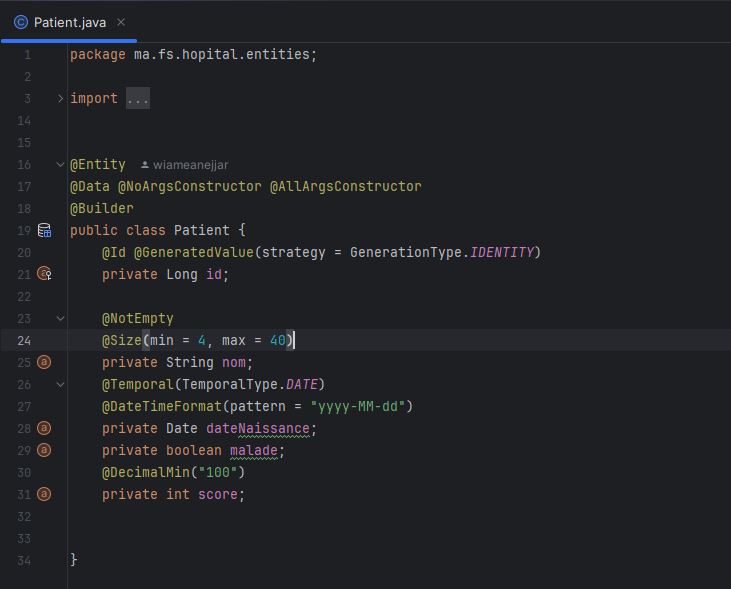 Patient.java
1 package ma.fs.hopital.entities;
2
3 import ...
14
15
16 @Entity wiameanejjar
17 @Data @NoArgsConstructor @AllArgsConstructor
18 @Builder
19 public class Patient {
20 @Id @GeneratedValue(strategy = GenerationType.IDENTITY)
21 private Long id;
22
23 @NotEmpty
24 @Size(min = 4, max = 40)
25 private String nom;
26 @Temporal(TemporalType.DATE)
27 @DateTimeFormat(pattern = "yyyy-MM-dd")
28 private Date dateNaissance;
29 private boolean malade;
30 @DecimalMin("100")
31 private int score;
32
33
34 }